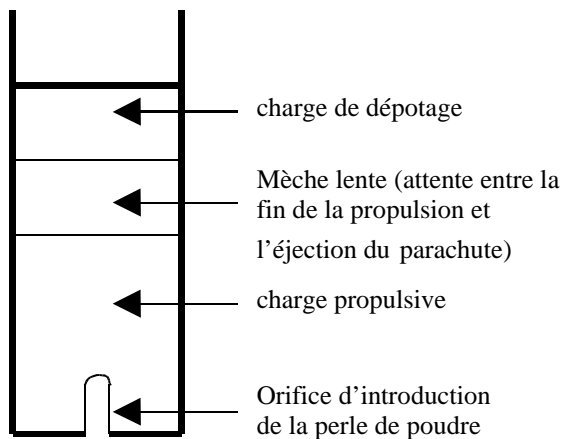 charge de dépotage
Mèche lente (attente entre la
fin de la propulsion et
l’éjection du parachute)
charge propulsive
Orifice d’introduction
de la perle de poudre